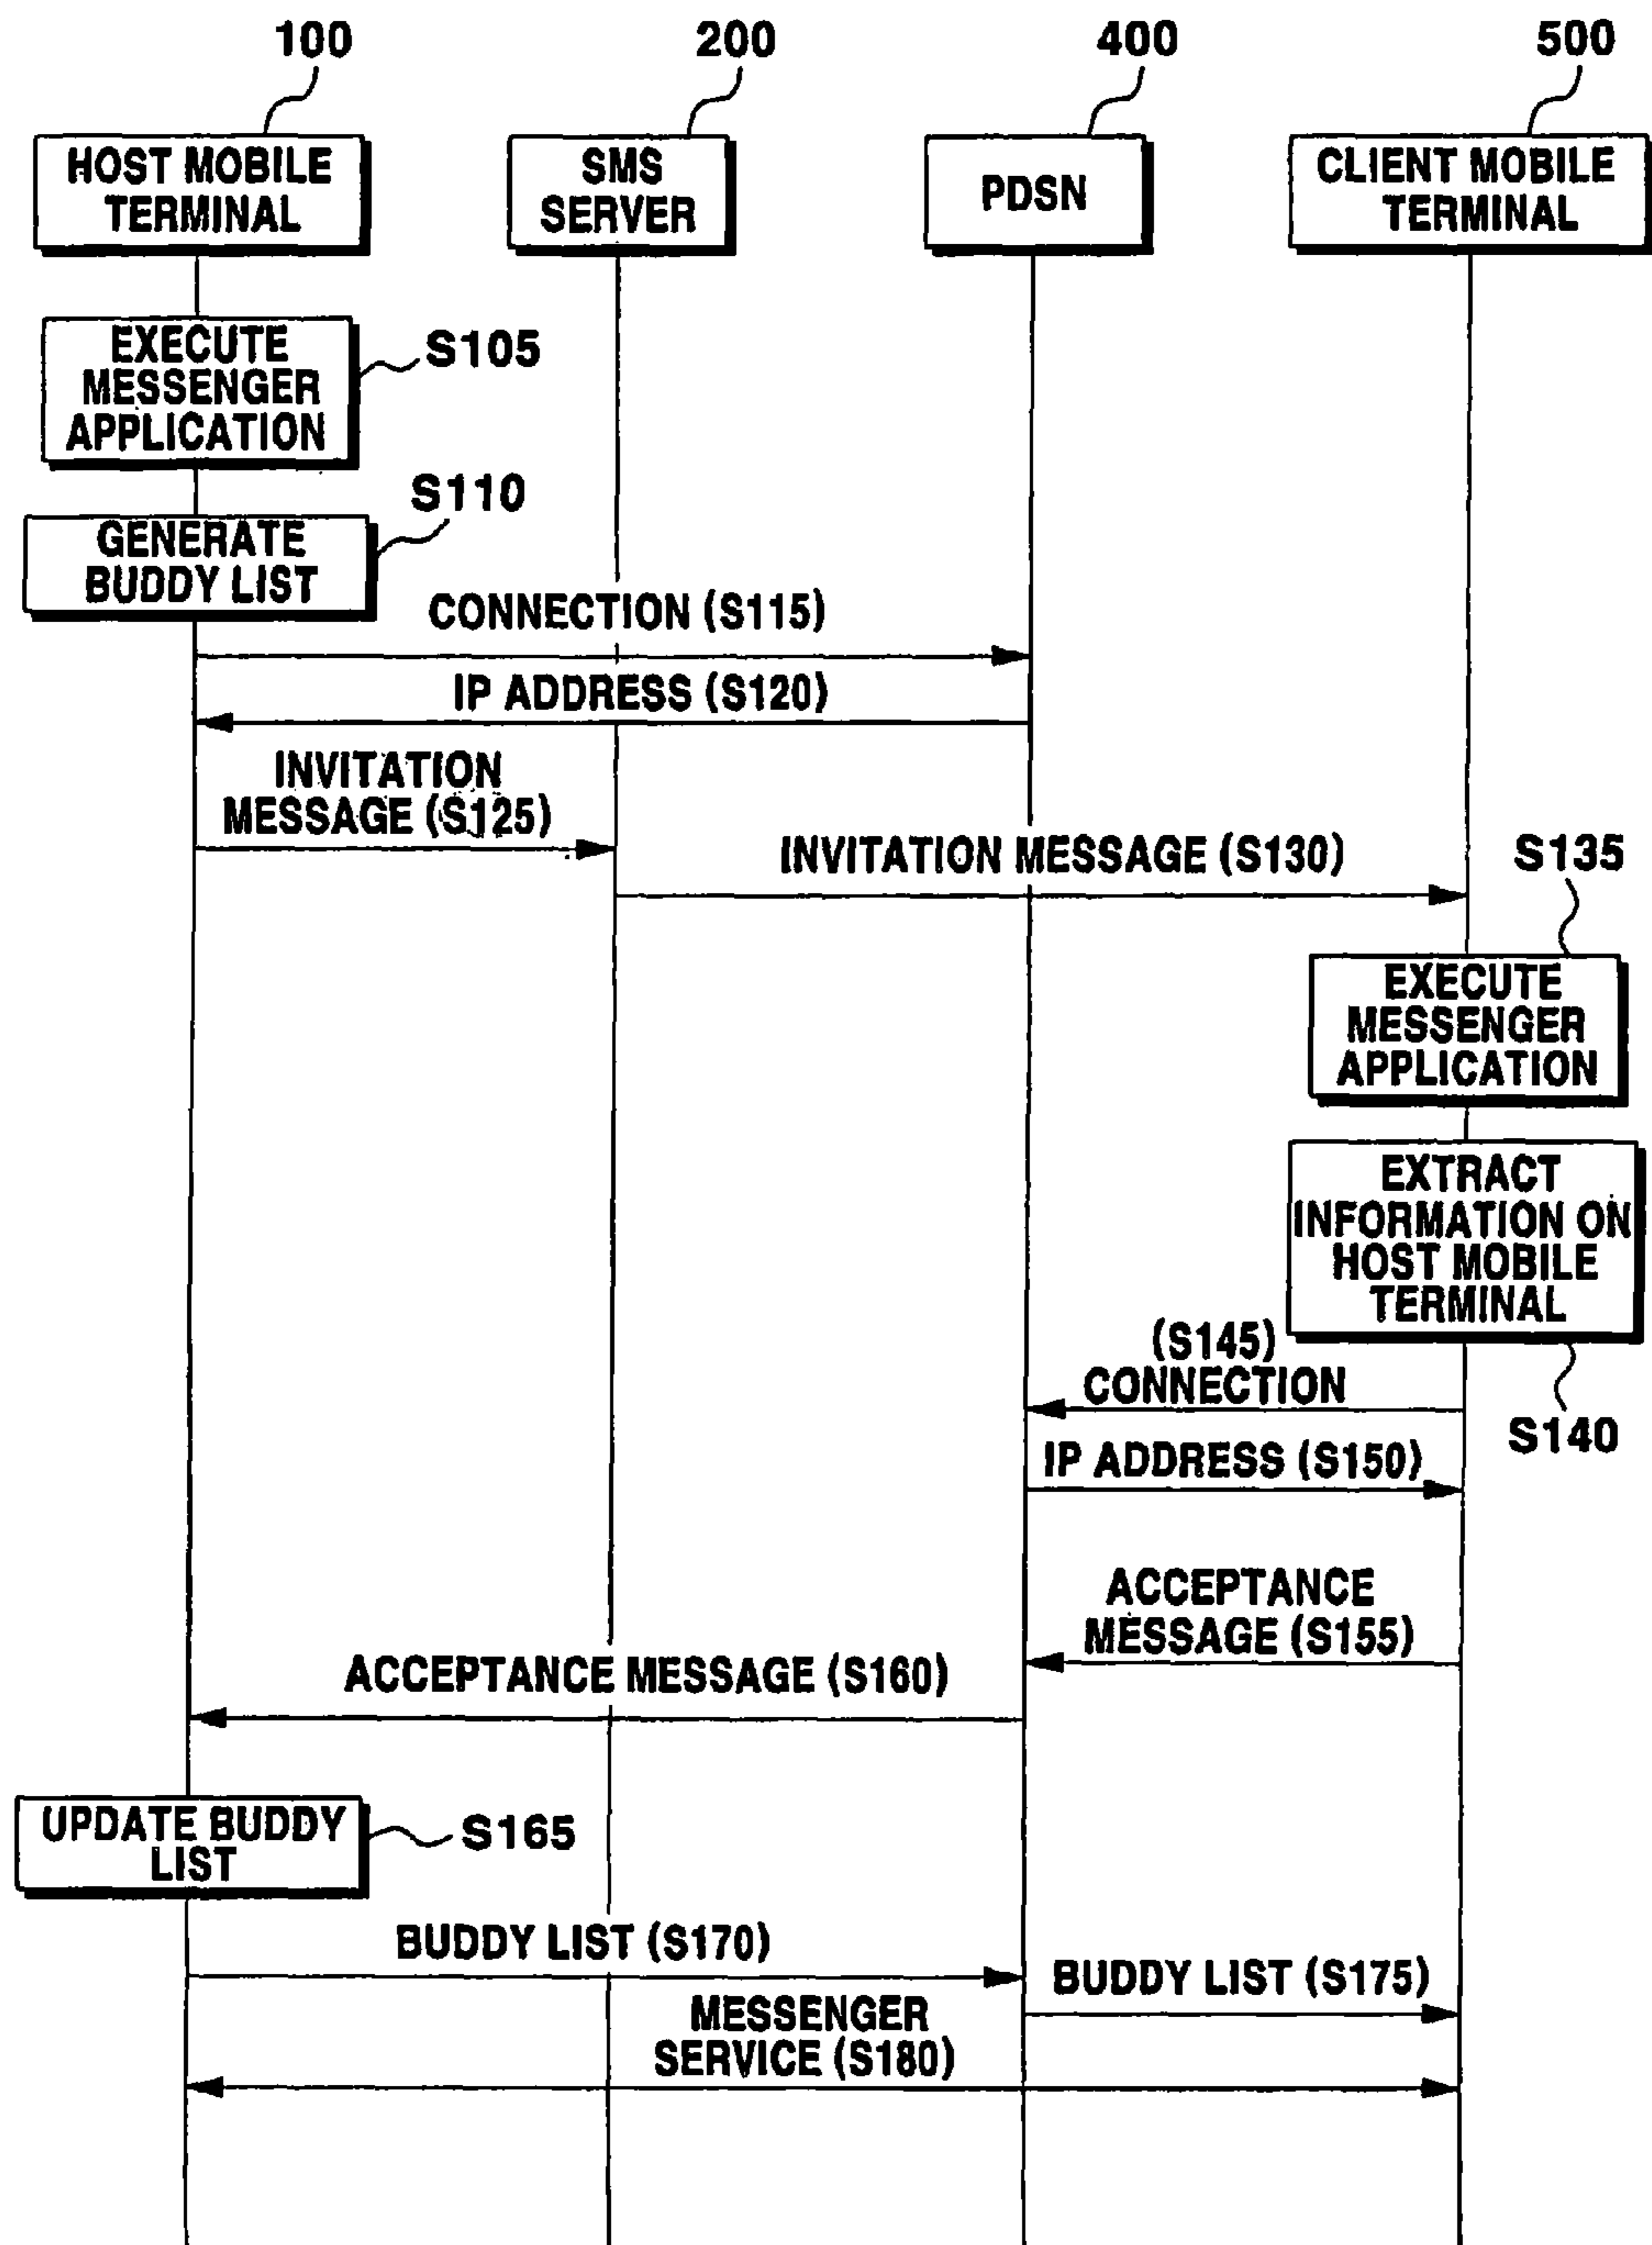 100
200
400
500
HOST MOBILE
TERMINAL
SMS
SERVER
PDSN
CLIENT MOBILE
TERMINAL
EXECUTE
MESSENGER
APPLICATION
S105
S110
GENERATE
BUDDY LIST
CONNECTION (S115)
IP ADDRESS (S120)
INVITATION
MESSAGE (S125)
INVITATION MESSAGE (S130)
S135
EXECUTE
MESSENGER
APPLICATION
EXTRACT
INFORMATION ON
HOST MOBILE
TERMINAL
(S145)
CONNECTION
S140
IP ADDRESS (S150)
ACCEPTANCE
MESSAGE (S155)
ACCEPTANCE MESSAGE (S160)
UPDATE BUDDY
LIST
S165
BUDDY LIST (S170)
BUDDY LIST (S175)
MESSENGER
SERVICE (S180)